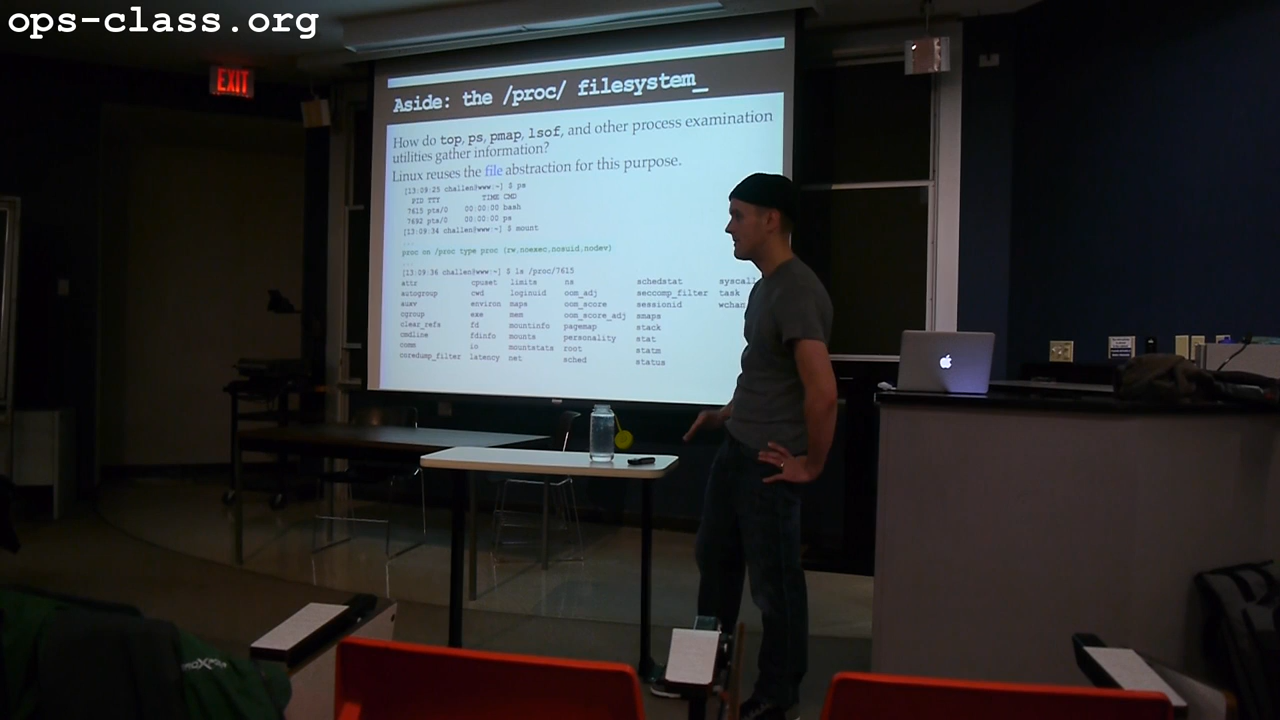 ops-class.org
EXIT
Aside: the /proc/ filesystem_
How do top, ps, pmap, lsof, and other process examination
utilities gather information?
Linux reuses the file abstraction for this purpose.
[13:09:25 challen@www:~] $ ps
PID TTY TIME CMD
7615 pts/0 00:00:00 bash
7692 pts/0 00:00:00 ps
[13:09:34 challen@www:~] $ mount
...
proc on /proc type proc (rw,noexec,nosuid,nodev)
...
[13:09:36 challen@www:~] $ ls /proc/7615
attr cpuset limits ns schedstat syscall
autogroup cwd loginuid oom_adj seccomp_filter task
auxv environ maps oom_score sessionid wchan
cgroup exe mem oom_score_adj smaps
clear_refs fd mountinfo pagemap stack
cmdline fdinfo mounts personality stat
comm io mountstats root statm
coredump_filter latency net sched status